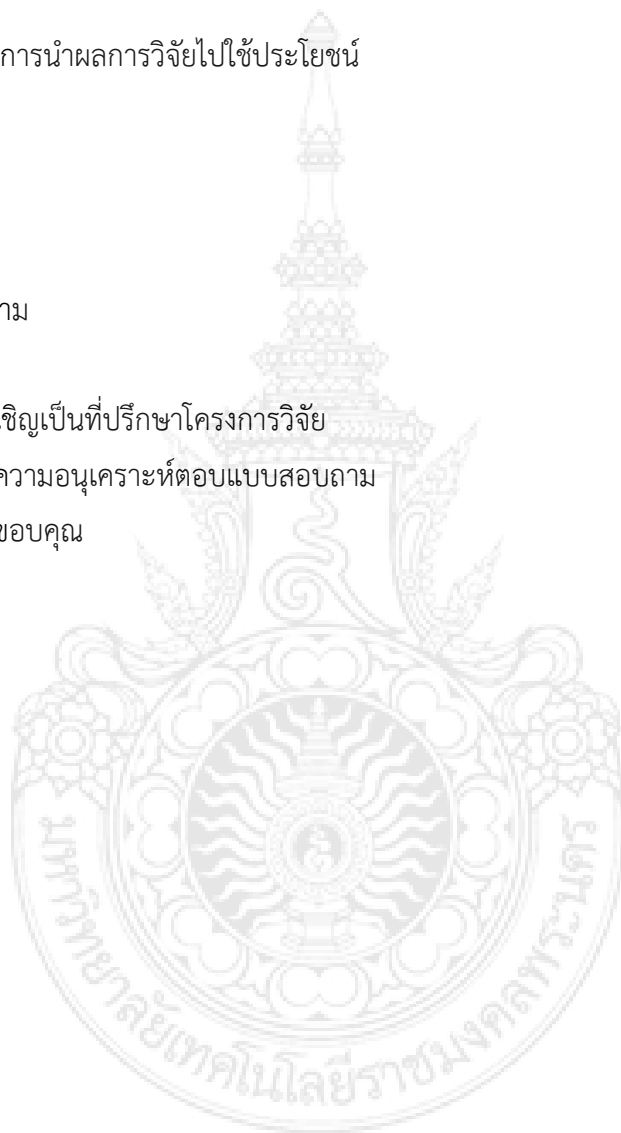 การนำผลการวิจัยไปใช้ประโยชน์
าม
เชิญเป็นที่ปรึกษาโครงการวิจัย
ความอนุเคราะห์ตอบแบบสอบถาม
ขอบคุณ
มหาวิทยาลัยเทคโนโลยีราชมงคลพระนคร